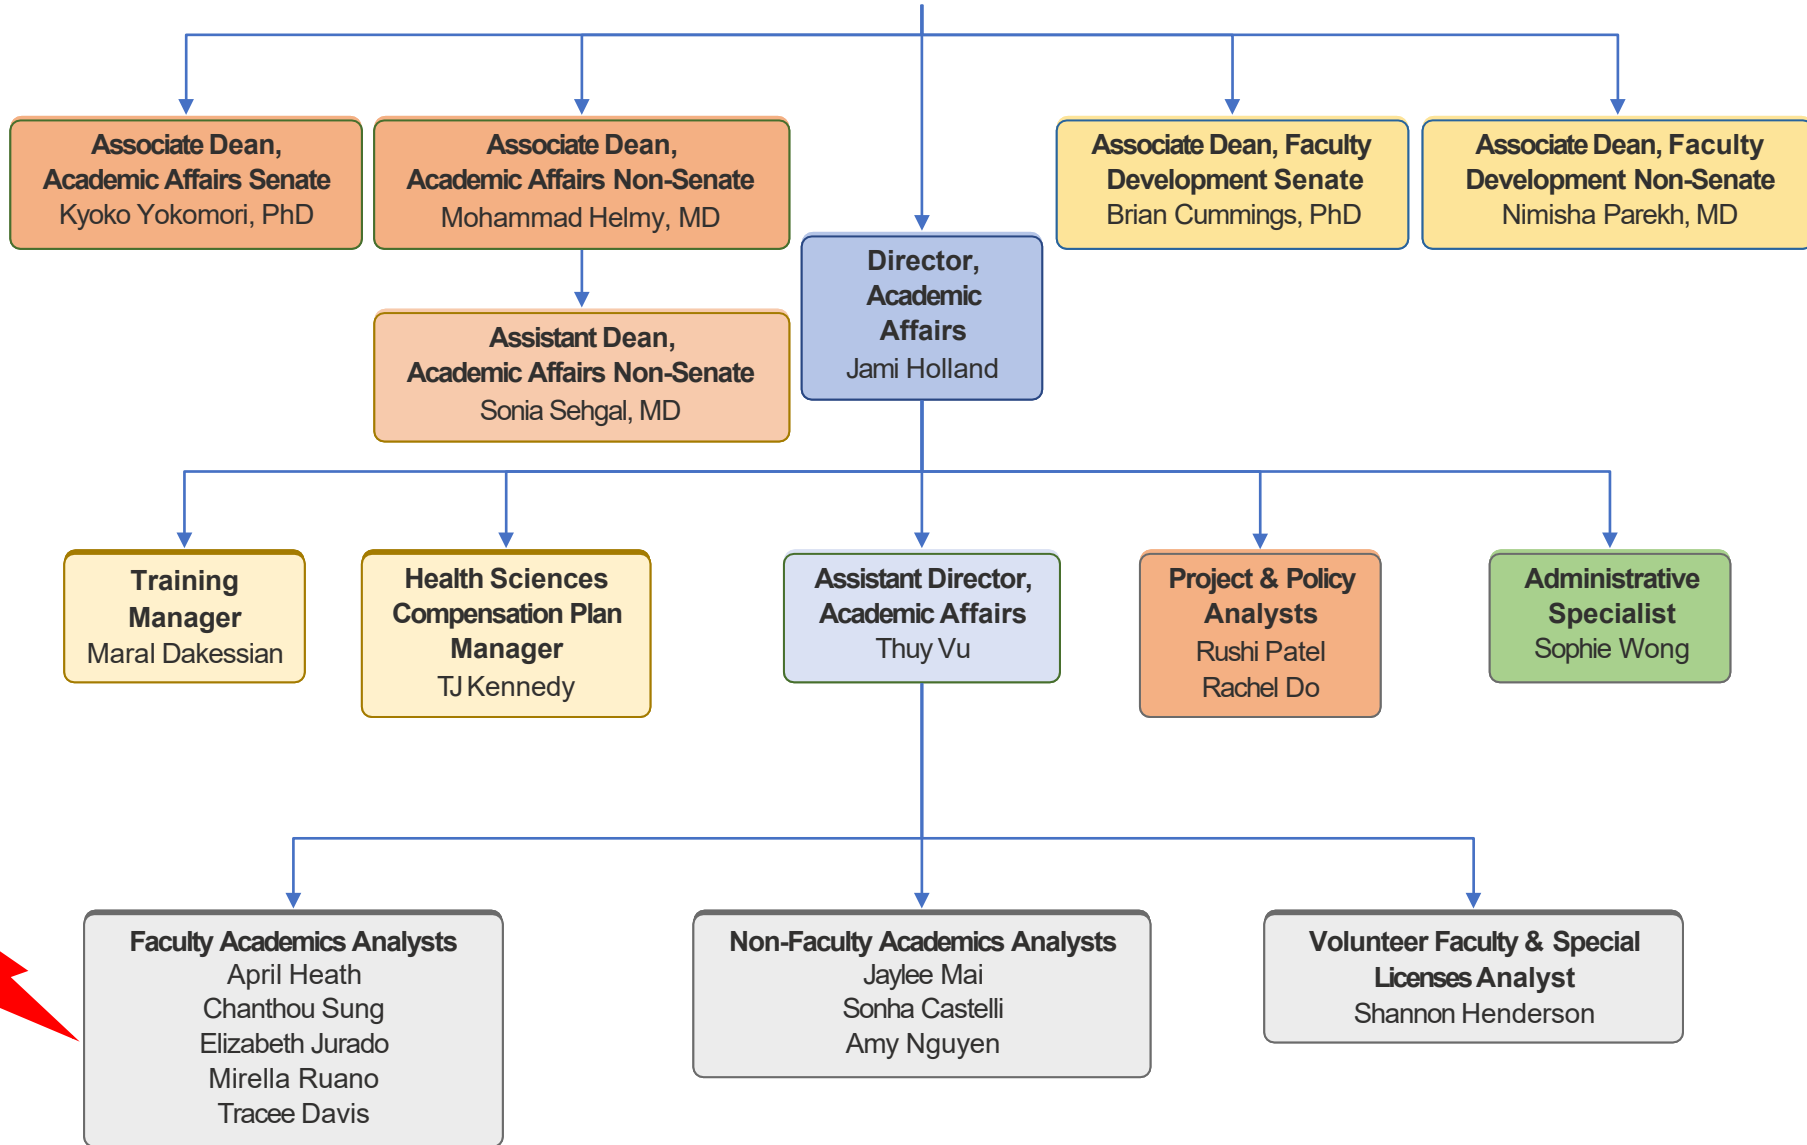 Associate Dean,
Academic Affairs Senate
Kyoko Yokomori, PhD
Associate Dean,
Academic Affairs Non-Senate
Mohammad Helmy, MD
Associate Dean, Faculty
Development Senate
Brian Cummings, PhD
Associate Dean, Faculty
Development Non-Senate
Nimisha Parekh, MD
Director,
Academic
Affairs
Jami Holland
Assistant Dean,
Academic Affairs Non-Senate
Sonia Sehgal, MD
Training
Manager
Maral Dakessian
Health Sciences
Compensation Plan
Manager
TJ Kennedy
Assistant Director,
Academic Affairs
Thuy Vu
Project & Policy
Analysts
Rushi Patel
Rachel Do
Administrative
Specialist
Sophie Wong
Faculty Academics Analysts
April Heath
Chanthou Sung
Elizabeth Jurado
Mirella Ruano
Tracee Davis
Non-Faculty Academics Analysts
Jaylee Mai
Sonha Castelli
Amy Nguyen
Volunteer Faculty & Special
Licenses Analyst
Shannon Henderson